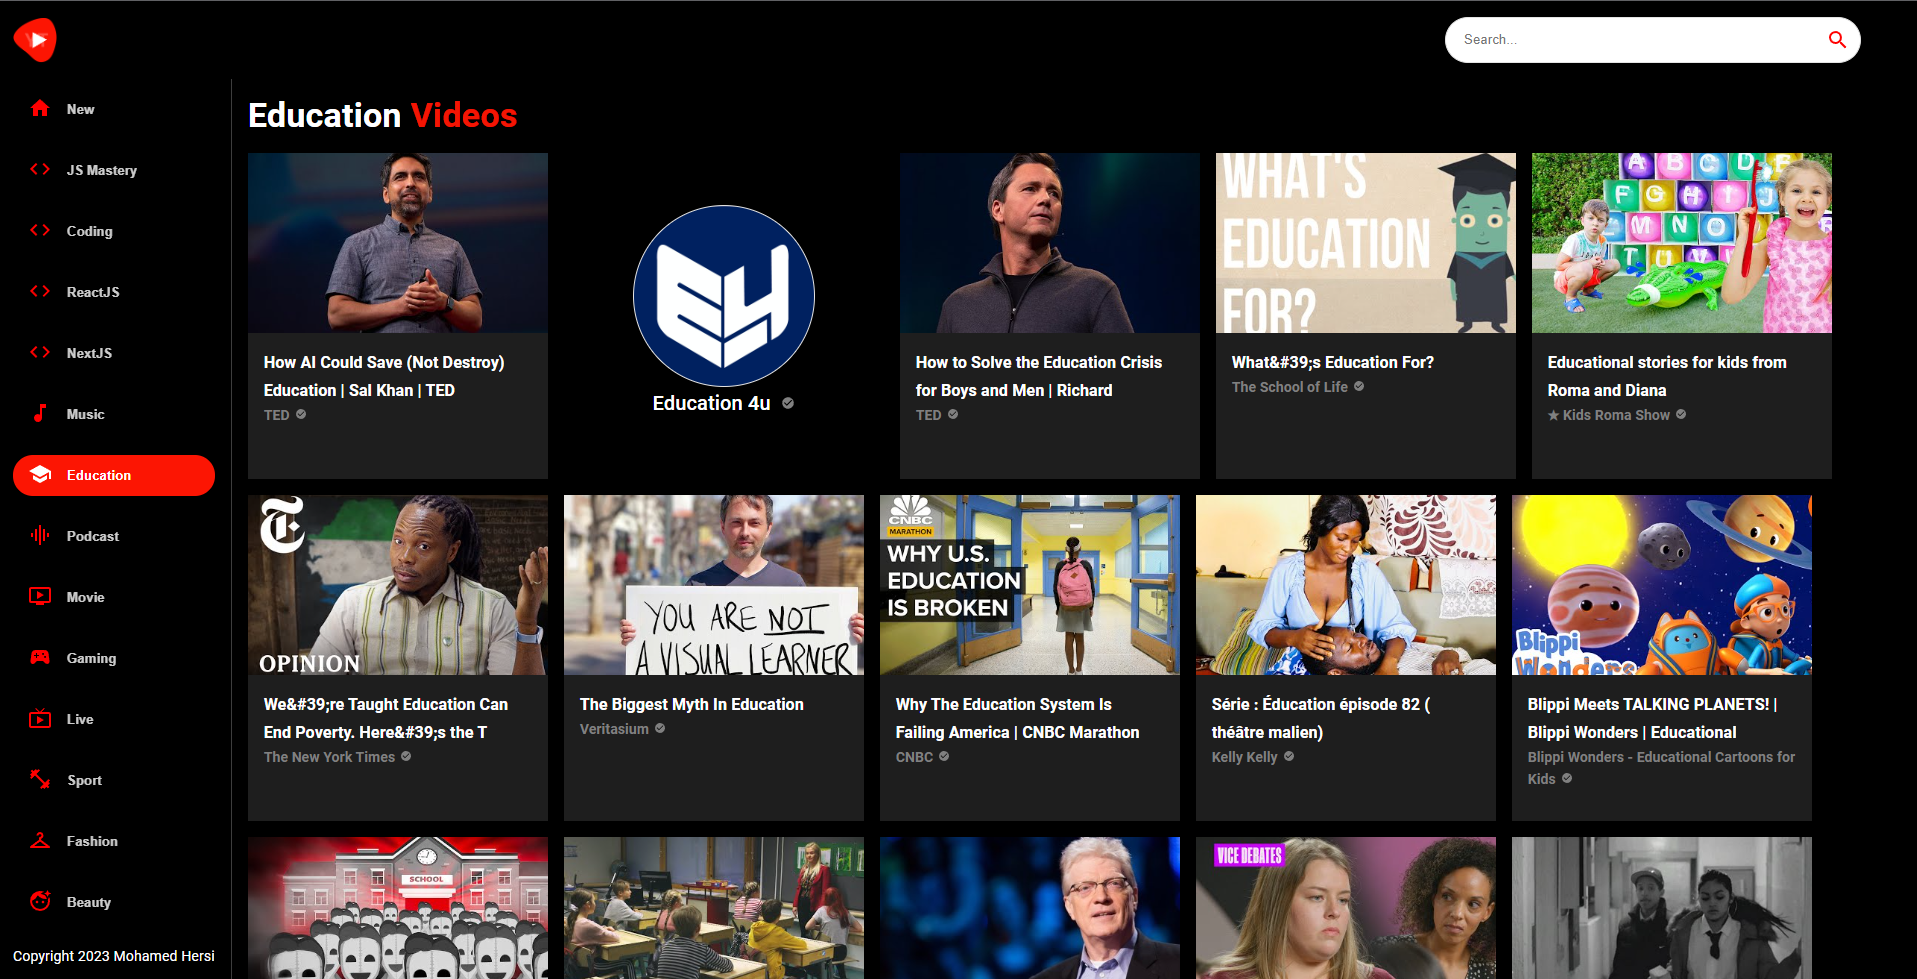 Search...
New
JS Mastery
Coding
ReactJS
NextJS
Music
Education
Podcast
Movie
Gaming
Live
Sport
Fashion
Beauty
Copyright 2023 Mohamed Hersi
Education Videos
How AI Could Save (Not Destroy)
Education | Sal Khan | TED
TED
E4U
Education 4u
How to Solve the Education Crisis
for Boys and Men | Richard
TED
WHAT'S
EDUCATION
FOR?
What&#39;s Education For?
The School of Life
A B C D E
F G H I J
M N O
T U V
Educational stories for kids from
Roma and Diana
★ Kids Roma Show
T
OPINION
We&#39;re Taught Education Can
End Poverty. Here&#39;s the T
The New York Times
YOU ARE NOT
A VISUAL LEARNER
The Biggest Myth In Education
Veritasium
CNBC
MARATHON
WHY U.S.
EDUCATION
IS BROKEN
Why The Education System Is
Failing America | CNBC Marathon
CNBC
Série : Éducation épisode 82 (
théâtre malien)
Kelly Kelly
Blippi
Wonders
Blippi Meets TALKING PLANETS! |
Blippi Wonders | Educational
Blippi Wonders - Educational Cartoons for
Kids
SCHOOL
VICE DEBATES